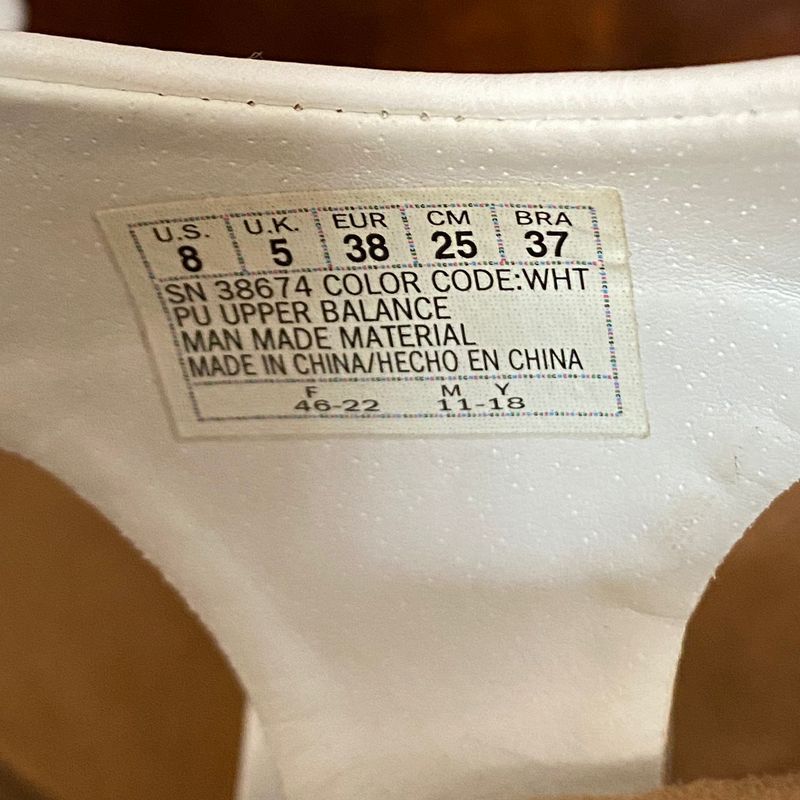 U.S. U.K. EUR CM BRA
8 5 38 25 37
SN 38674 COLOR CODE:WHT
PU UPPER BALANCE
MAN MADE MATERIAL
MADE IN CHINA/HECHO EN CHINA
F M Y
46-22 11-18